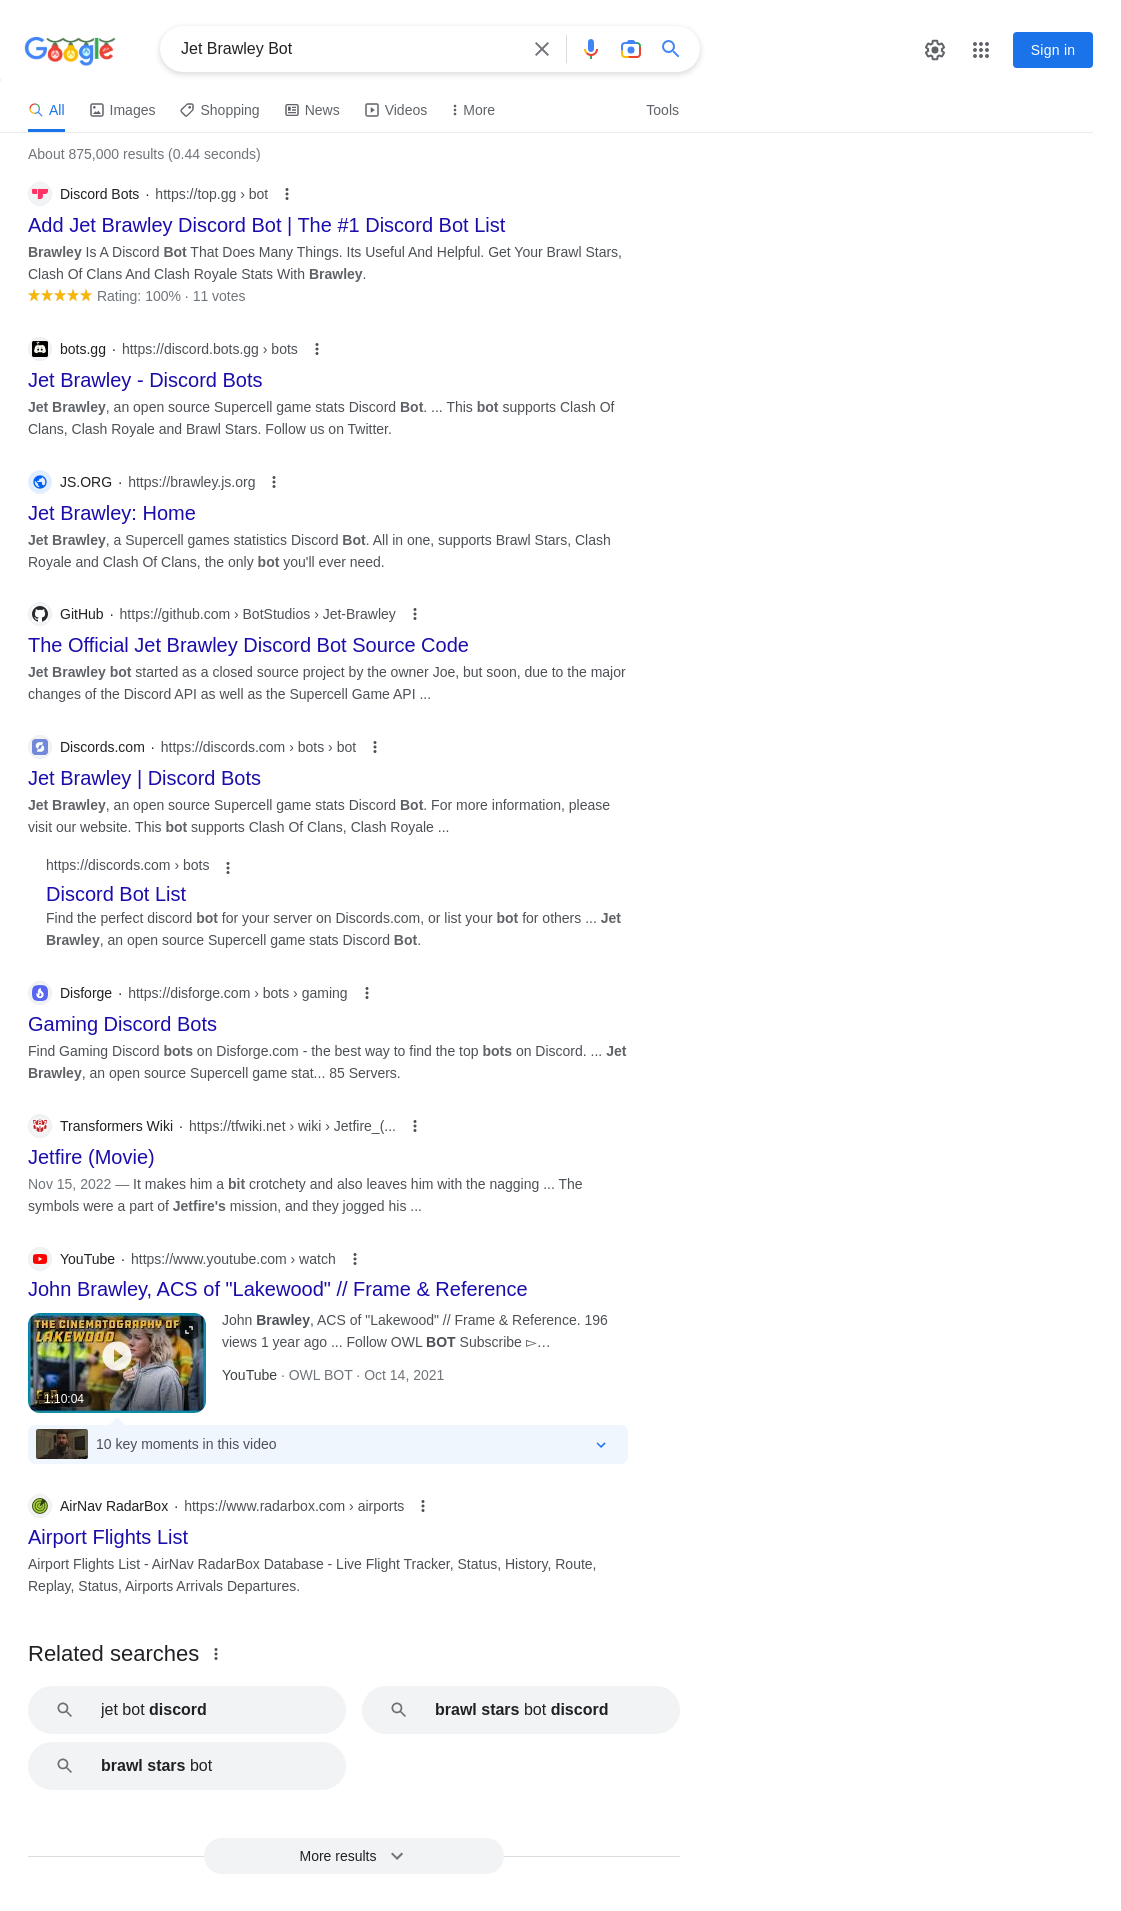 Google
Jet Brawley Bot
Sign in
All
Images
Shopping
News
Videos
More
Tools
About 875,000 results (0.44 seconds)
Discord Bots · https://top.gg › bot
Add Jet Brawley Discord Bot | The #1 Discord Bot List
Brawley Is A Discord Bot That Does Many Things. Its Useful And Helpful. Get Your Brawl Stars,
Clash Of Clans And Clash Royale Stats With Brawley.
Rating: 100% · 11 votes
bots.gg · https://discord.bots.gg › bots
Jet Brawley - Discord Bots
Jet Brawley, an open source Supercell game stats Discord Bot. ... This bot supports Clash Of
Clans, Clash Royale and Brawl Stars. Follow us on Twitter.
JS.ORG · https://brawley.js.org
Jet Brawley: Home
Jet Brawley, a Supercell games statistics Discord Bot. All in one, supports Brawl Stars, Clash
Royale and Clash Of Clans, the only bot you'll ever need.
GitHub · https://github.com › BotStudios › Jet-Brawley
The Official Jet Brawley Discord Bot Source Code
Jet Brawley bot started as a closed source project by the owner Joe, but soon, due to the major
changes of the Discord API as well as the Supercell Game API ...
Discords.com · https://discords.com › bots › bot
Jet Brawley | Discord Bots
Jet Brawley, an open source Supercell game stats Discord Bot. For more information, please
visit our website. This bot supports Clash Of Clans, Clash Royale ...
https://discords.com › bots
Discord Bot List
Find the perfect discord bot for your server on Discords.com, or list your bot for others ... Jet
Brawley, an open source Supercell game stats Discord Bot.
Disforge · https://disforge.com › bots › gaming
Gaming Discord Bots
Find Gaming Discord bots on Disforge.com - the best way to find the top bots on Discord. ... Jet
Brawley, an open source Supercell game stat... 85 Servers.
Transformers Wiki · https://tfwiki.net › wiki › Jetfire_(...
Jetfire (Movie)
Nov 15, 2022 — It makes him a bit crotchety and also leaves him with the nagging ... The
symbols were a part of Jetfire's mission, and they jogged his ...
YouTube · https://www.youtube.com › watch
John Brawley, ACS of "Lakewood" // Frame & Reference
THE CINEMATOGRAPHY OF
LAKEWOOD
1:10:04
John Brawley, ACS of "Lakewood" // Frame & Reference. 196
views 1 year ago ... Follow OWL BOT Subscribe ▻…
YouTube · OWL BOT · Oct 14, 2021
10 key moments in this video
AirNav RadarBox · https://www.radarbox.com › airports
Airport Flights List
Airport Flights List - AirNav RadarBox Database - Live Flight Tracker, Status, History, Route,
Replay, Status, Airports Arrivals Departures.
Related searches
jet bot discord
brawl stars bot discord
brawl stars bot
More results